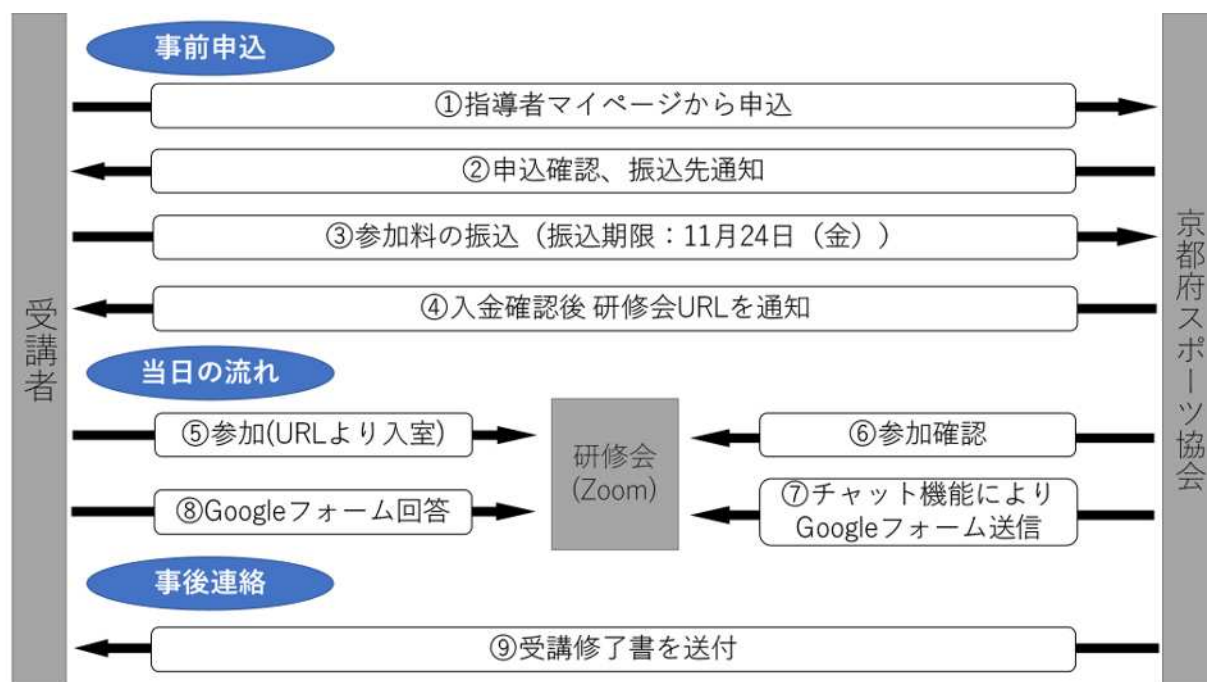 事前申込
①指導者マイページから申込
②申込確認、振込先通知
③参加料の振込（振込期限：11月24日（金））
④入金確認後 研修会URLを通知
受講者
京都府スポーツ協会
当日の流れ
⑤参加(URLより入室)
研修会
(Zoom)
⑥参加確認
⑧Googleフォーム回答
⑦チャット機能により
Googleフォーム送信
事後連絡
⑨受講修了書を送付